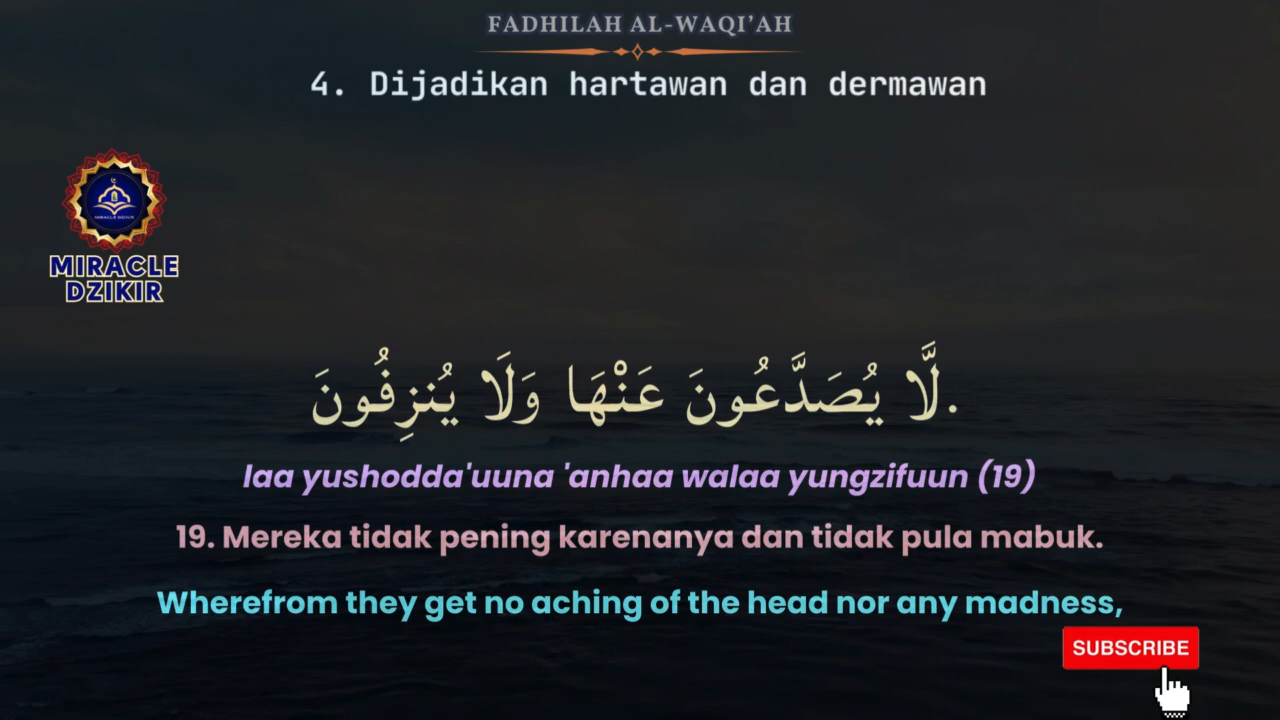 FADHILAH AL-WAQI’AH
4. Dijadikan hartawan dan dermawan
MIRACLE
DZIKIR
لَّا يُصَدَّعُونَ عَنْهَا وَلَا يُنزِفُونَ.
laa yushodda'uuna 'anhaa walaa yungzifuun (19)
19. Mereka tidak pening karenanya dan tidak pula mabuk.
Wherefrom they get no aching of the head nor any madness,
SUBSCRIBE